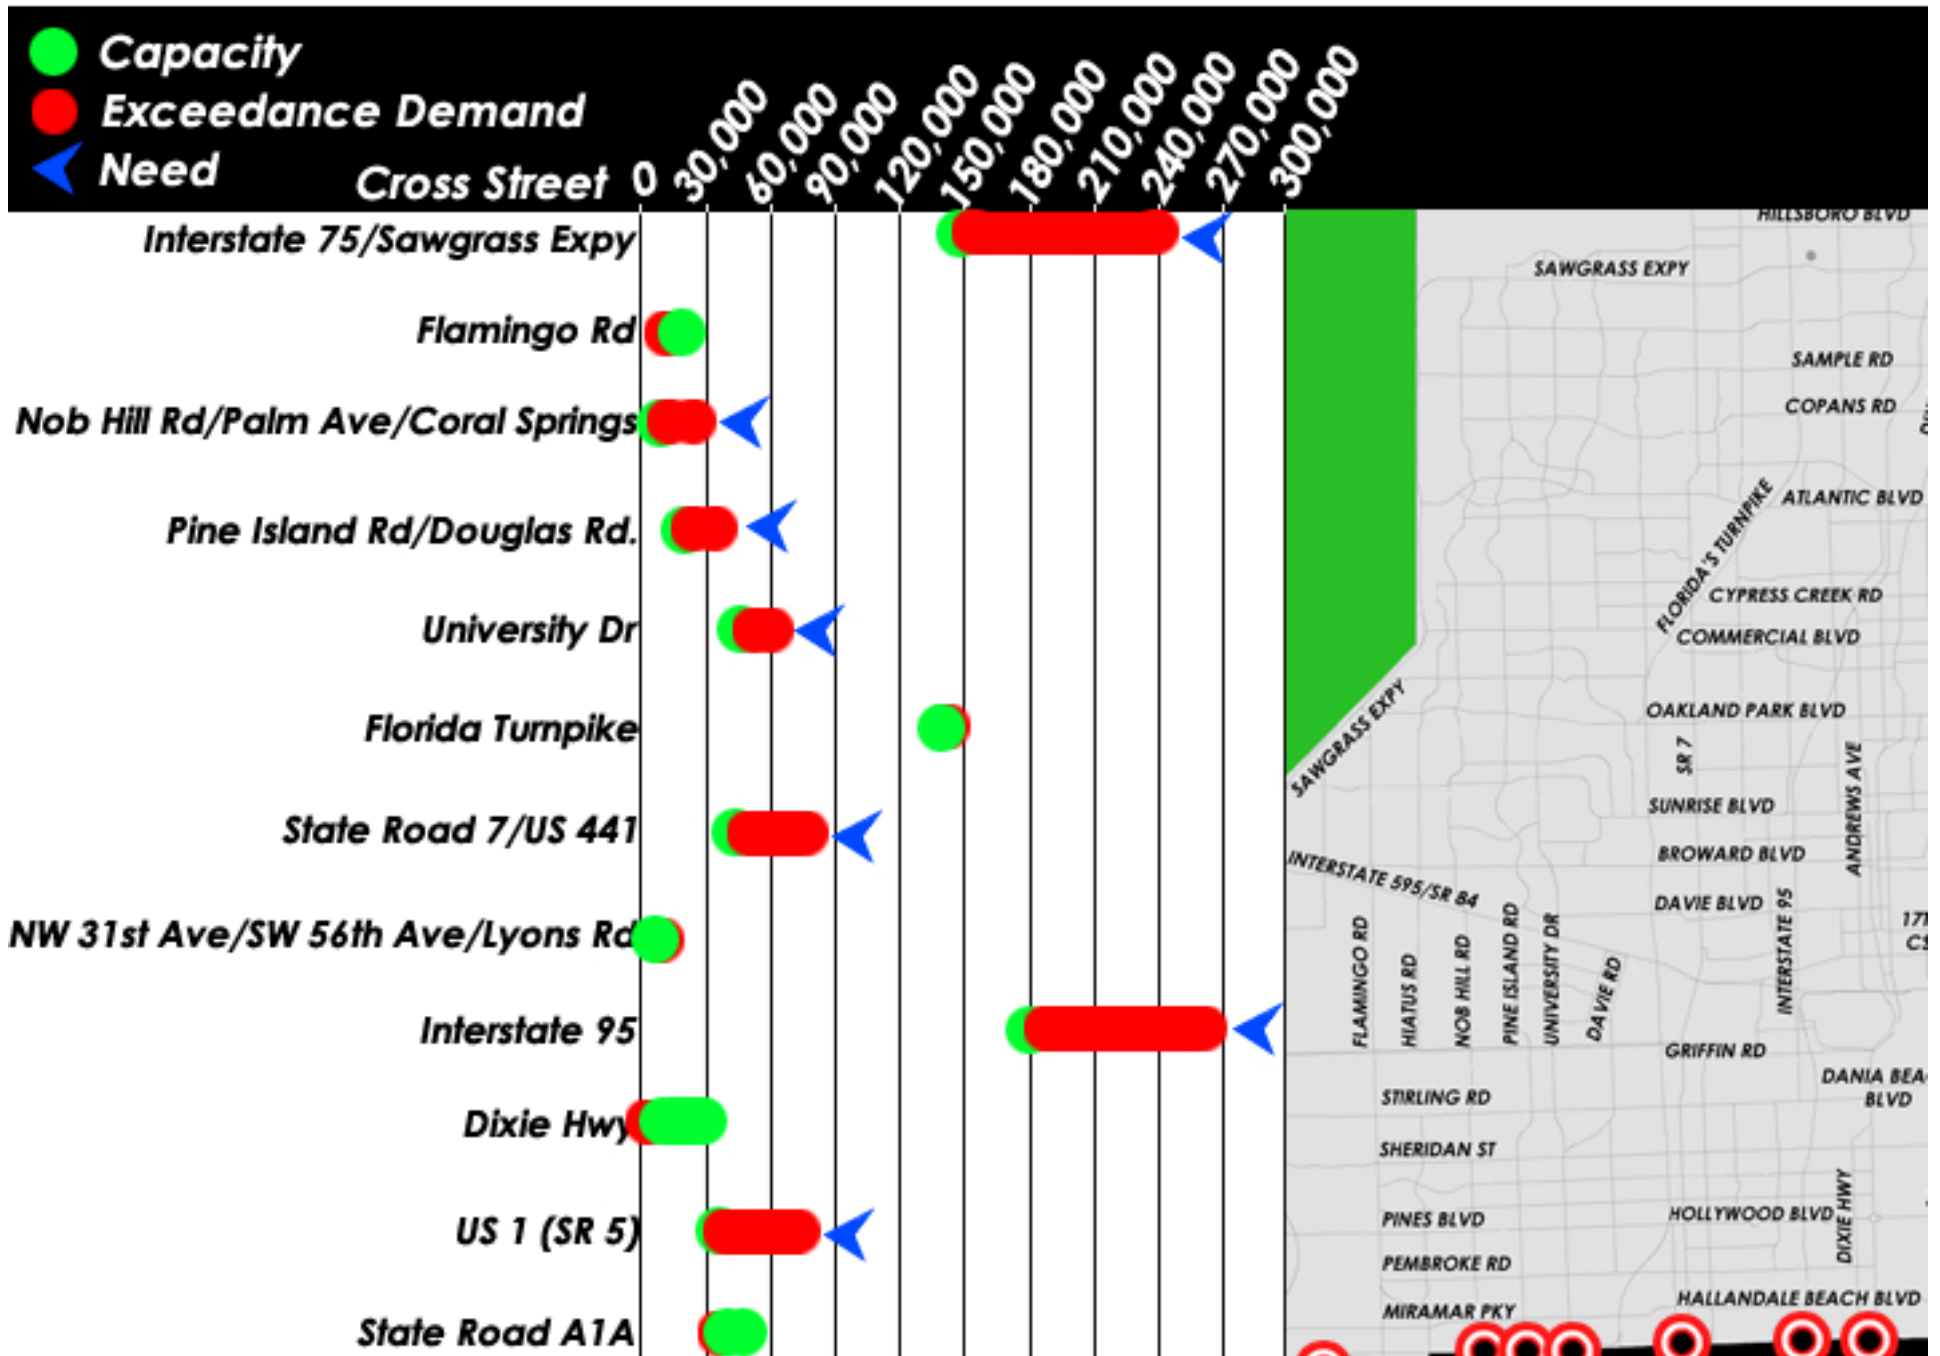 Capacity
Exceedance Demand
Need
Cross Street
0
30,000
60,000
90,000
120,000
150,000
180,000
210,000
240,000
270,000
300,000
Interstate 75/Sawgrass Expy
Flamingo Rd
Nob Hill Rd/Palm Ave/Coral Springs
Pine Island Rd/Douglas Rd.
University Dr
Florida Turnpike
State Road 7/US 441
NW 31st Ave/SW 56th Ave/Lyons Rd
Interstate 95
Dixie Hwy
US 1 (SR 5)
State Road A1A
HILLSBORO BLVD
SAWGRASS EXPY
SAMPLE RD
COPANS RD
ATLANTIC BLVD
FLORIDA'S TURNPIKE
CYPRESS CREEK RD
COMMERCIAL BLVD
SAWGRASS EXPY
OAKLAND PARK BLVD
SR 7
ANDREWS AVE
SUNRISE BLVD
BROWARD BLVD
INTERSTATE 595/SR 84
DAVIE BLVD
INTERSTATE 95
FLAMINGO RD
HIATUS RD
NOB HILL RD
PINE ISLAND RD
UNIVERSITY DR
DAVIE RD
GRIFFIN RD
DANIA BEA
BLVD
STIRLING RD
SHERIDAN ST
PINES BLVD
HOLLYWOOD BLVD
DIXIE HWY
PEMBROKE RD
HALLANDALE BEACH BLVD
MIRAMAR PKY